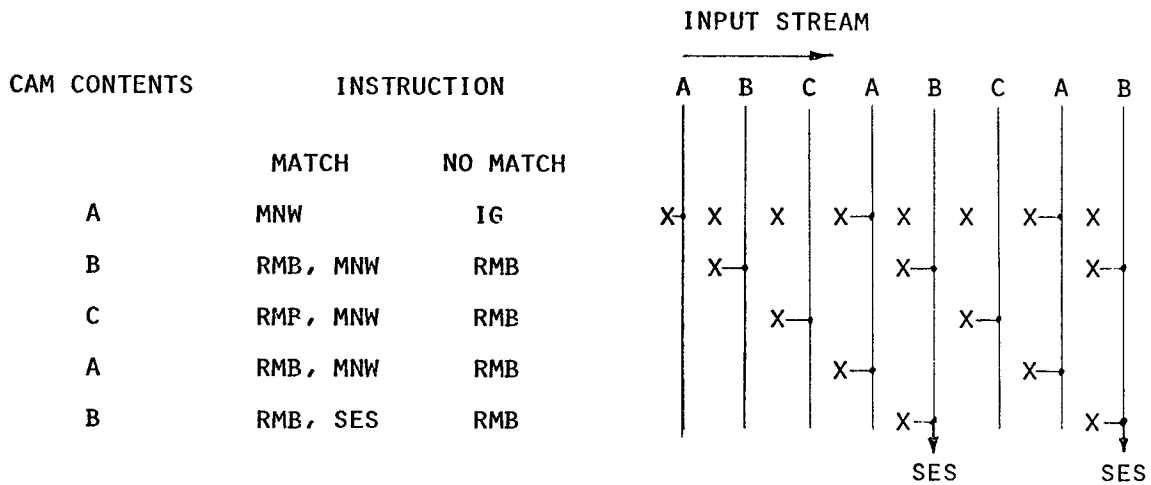 INPUT STREAM
CAM CONTENTS INSTRUCTION A B C A B C A B
MATCH NO MATCH
A MNW IG X X X X X X X X
B RMB, MNW RMB X X X
C RMP, MNW RMB X X
A RMB, MNW RMB X X
B RMB, SES RMB X X
SES SES